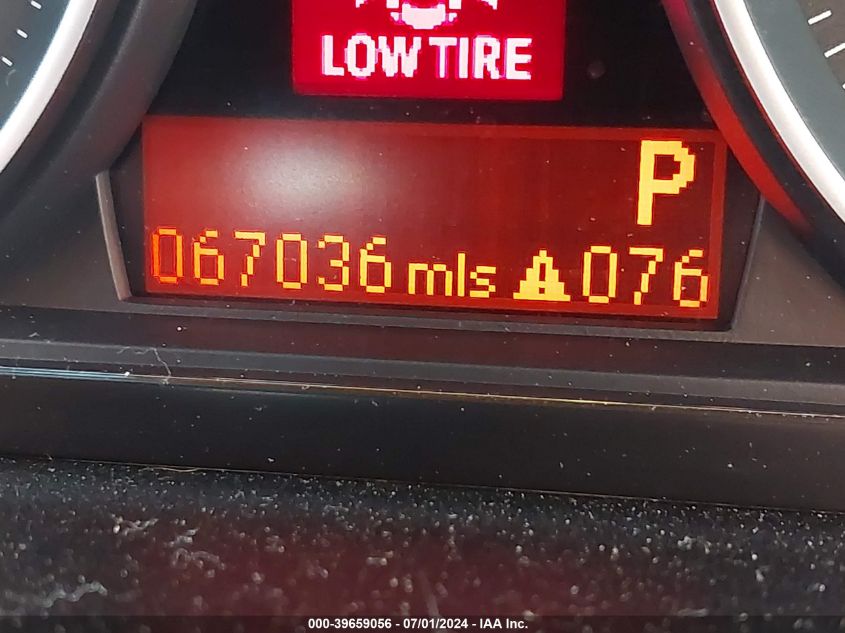 LOW TIRE
P
067036 mls ⚠076
000-39659056 - 07/01/2024 - IAA Inc.